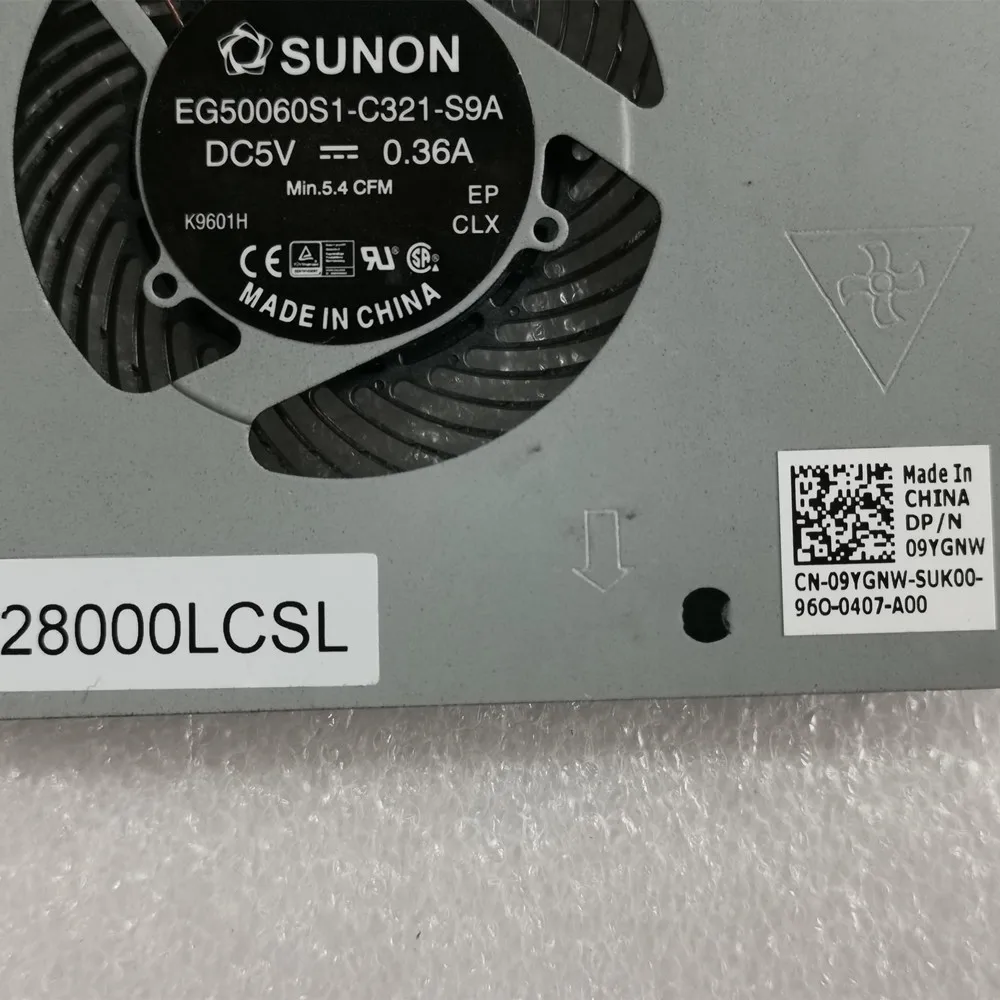 SUNON
EG50060S1-C321-S9A
DC5V ⎓ 0.36A
Min.5.4 CFM
EP
K9601H
CLX
CE
MADE IN CHINA
Made In
CHINA
DP/N
09YGNW
CN-09YGNW-SUK00-
96O-0407-A00
28000LCSL